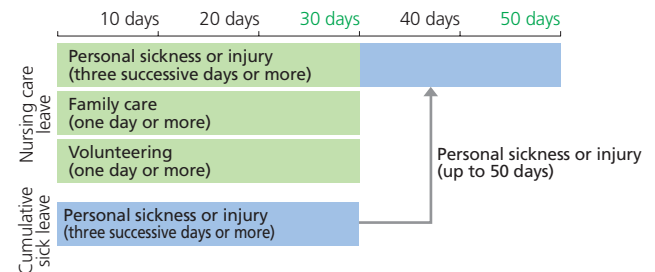 10 days 20 days 30 days 40 days 50 days
Nursing care
leave
Personal sickness or injury
(three successive days or more)
Family care
(one day or more)
Volunteering
(one day or more)
Personal sickness or injury
(up to 50 days)
Cumulative
sick leave
Personal sickness or injury
(three successive days or more)